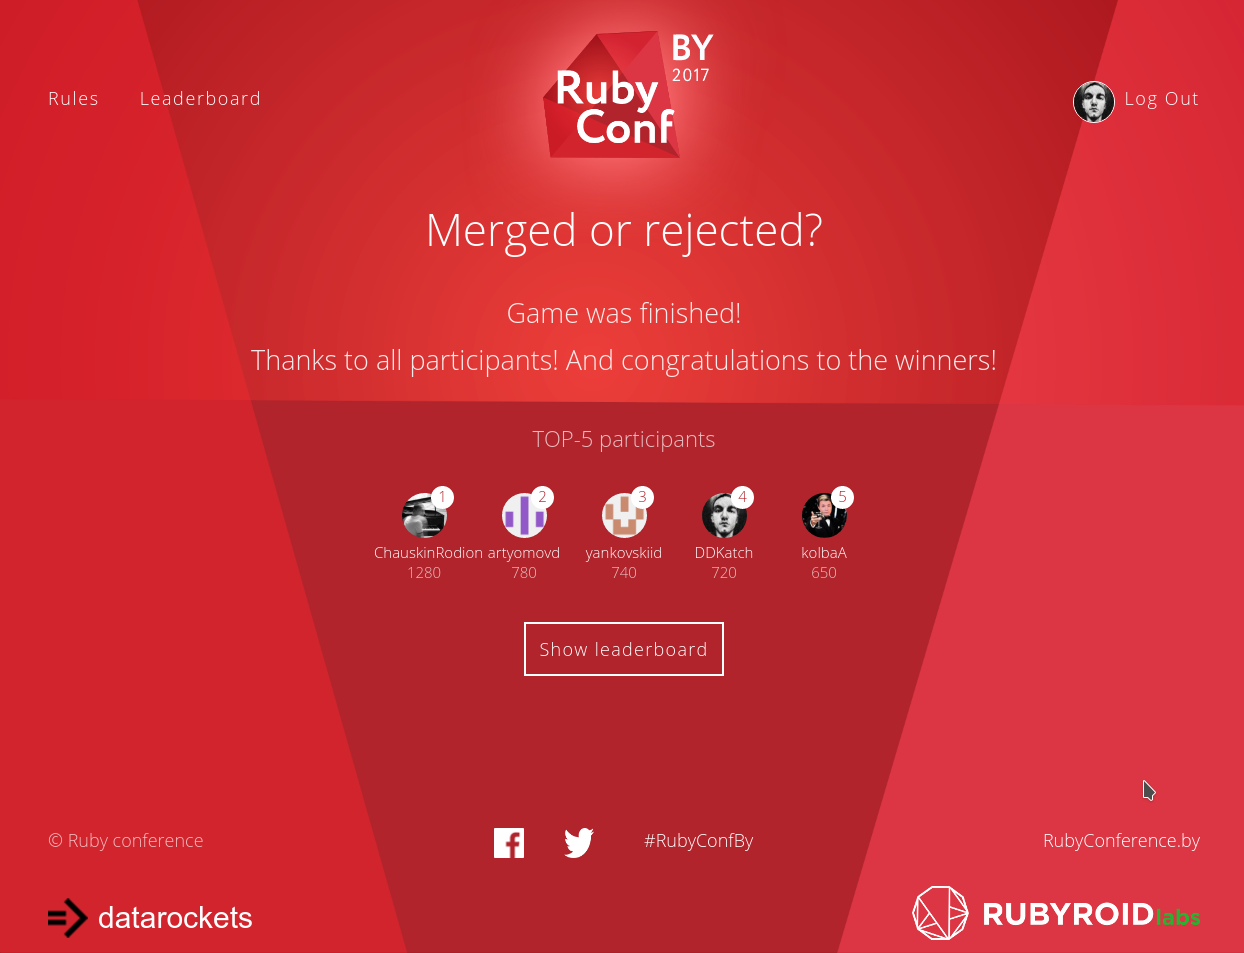 BY
2017
Ruby
Conf
Rules
Leaderboard
Log Out
Merged or rejected?
Game was finished!
Thanks to all participants! And congratulations to the winners!
TOP-5 participants
1
2
3
4
5
ChauskinRodion
artyomovd
yankovskiid
DDKatch
kolbaA
1280
780
740
720
650
Show leaderboard
© Ruby conference
#RubyConfBy
RubyConference.by
datarockets
RUBYROID labs